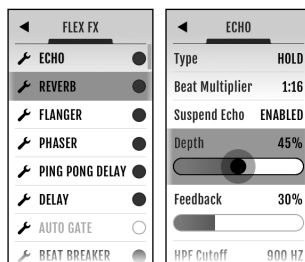 FLEX FX
ECHO
REVERB
FLANGER
PHASER
PING PONG DELAY
DELAY
AUTO GATE
BEAT BREAKER
ECHO
Type HOLD
Beat Multiplier 1:16
Suspend Echo ENABLED
Depth 45%
Feedback 30%
HPF Cutoff 900 HZ